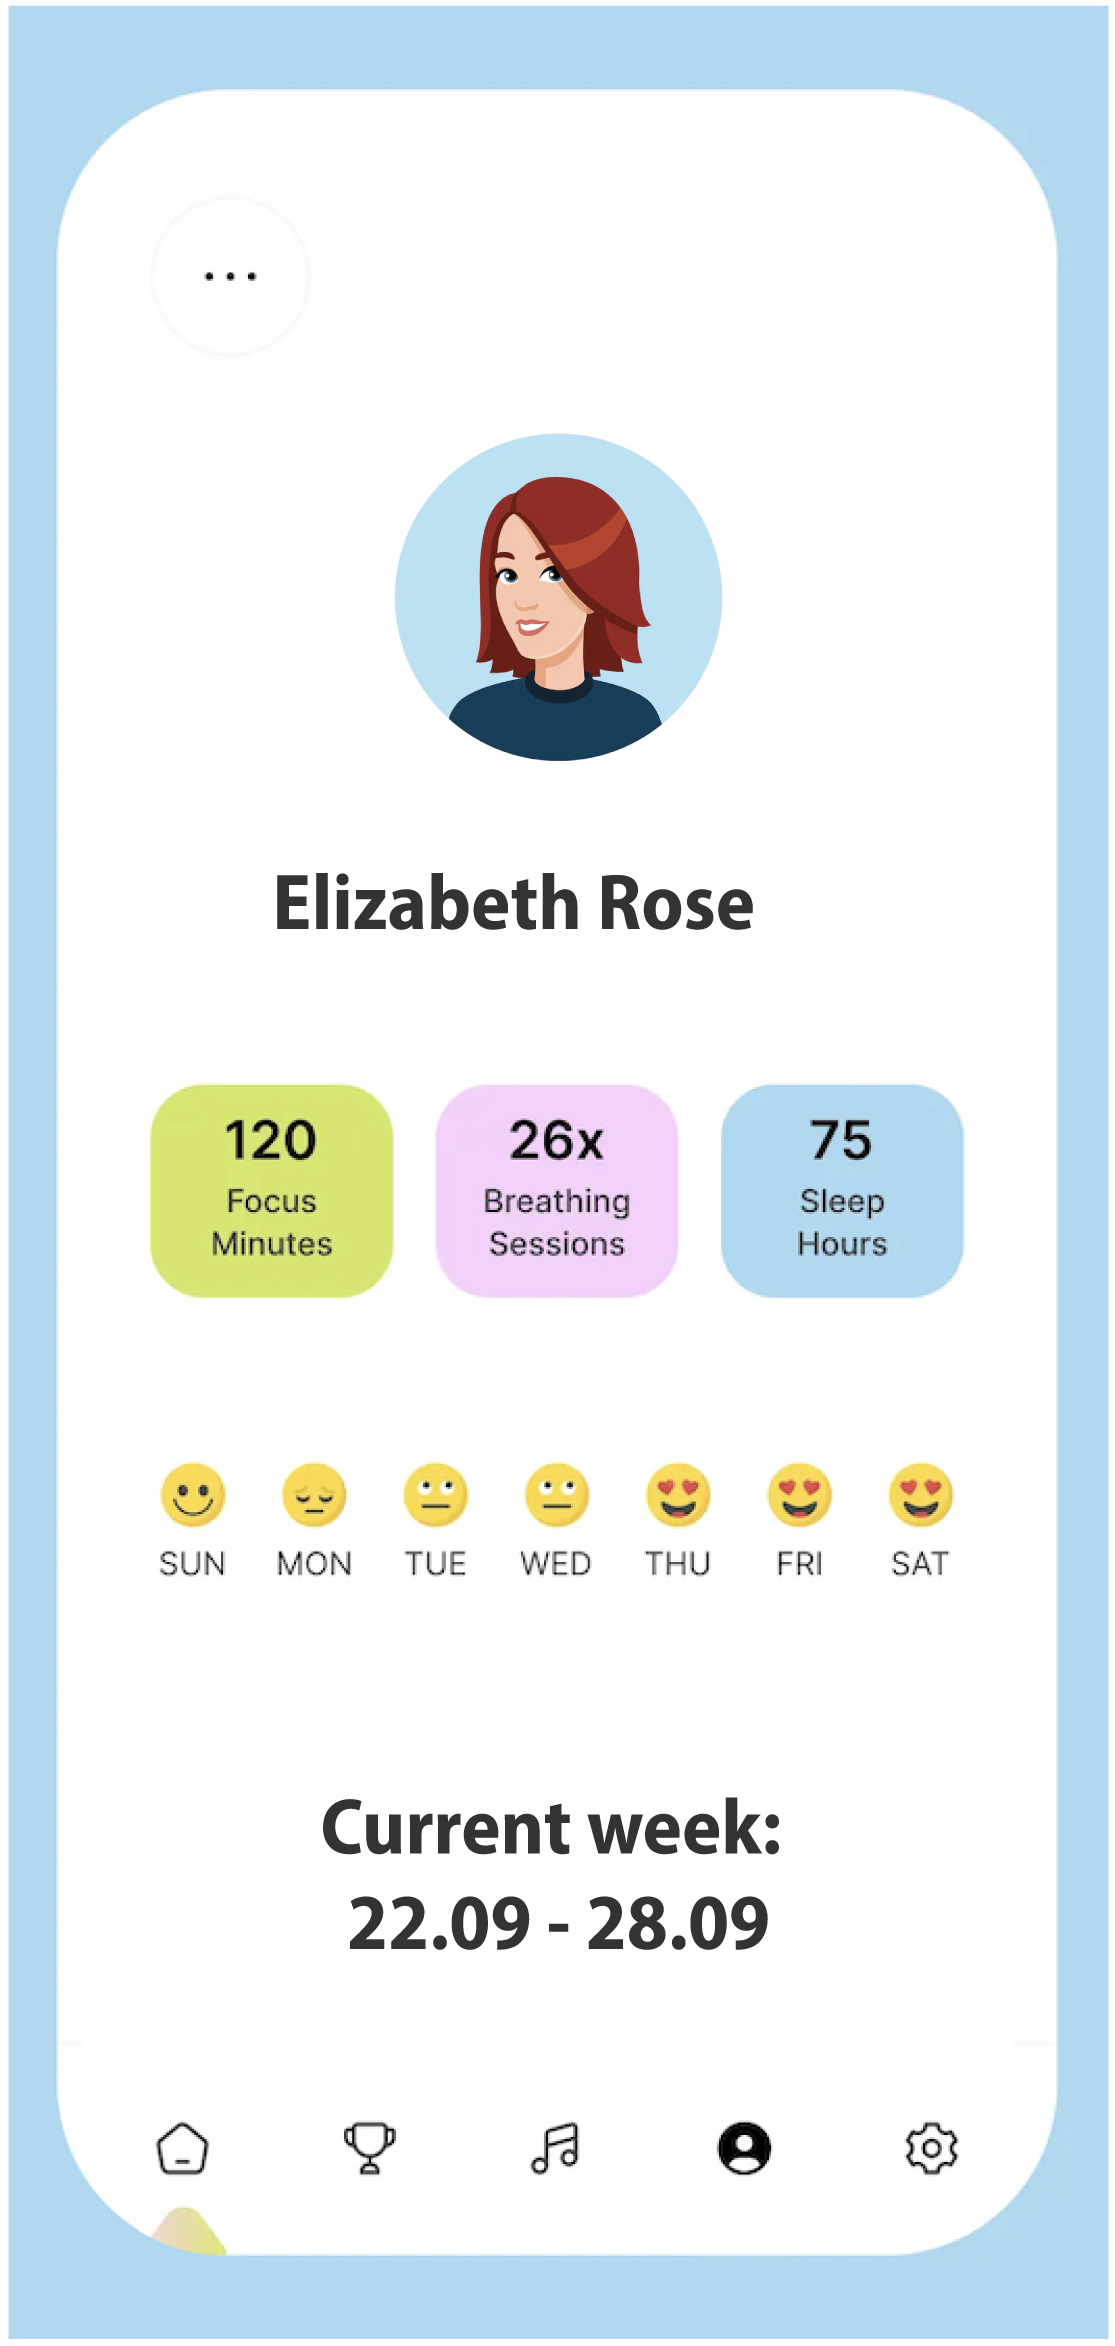 Elizabeth Rose
120
Focus
Minutes
26x
Breathing
Sessions
75
Sleep
Hours
SUN MON TUE WED THU FRI SAT
Current week:
22.09 - 28.09